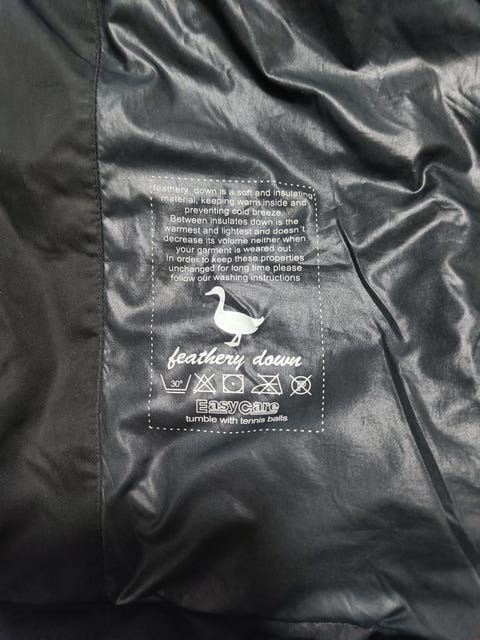 feathery down is a soft and insulating
material, keeping warm inside and
preventing cold breeze.
Between insulates down is the
warmest and lightest and doesn't
decrease its volume neither when
your garment is weared out.
In order to keep these properties
unchanged for long time please
follow our washing instructions
feathery down
30°
EasyCare
tumble with tennis balls